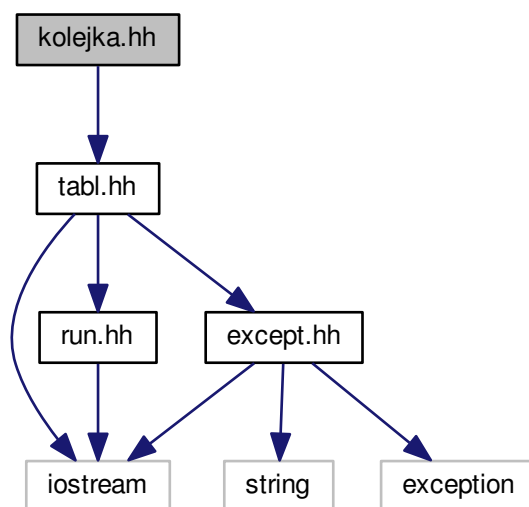 kolejka.hh
tabl.hh
run.hh
except.hh
iostream
string
exception